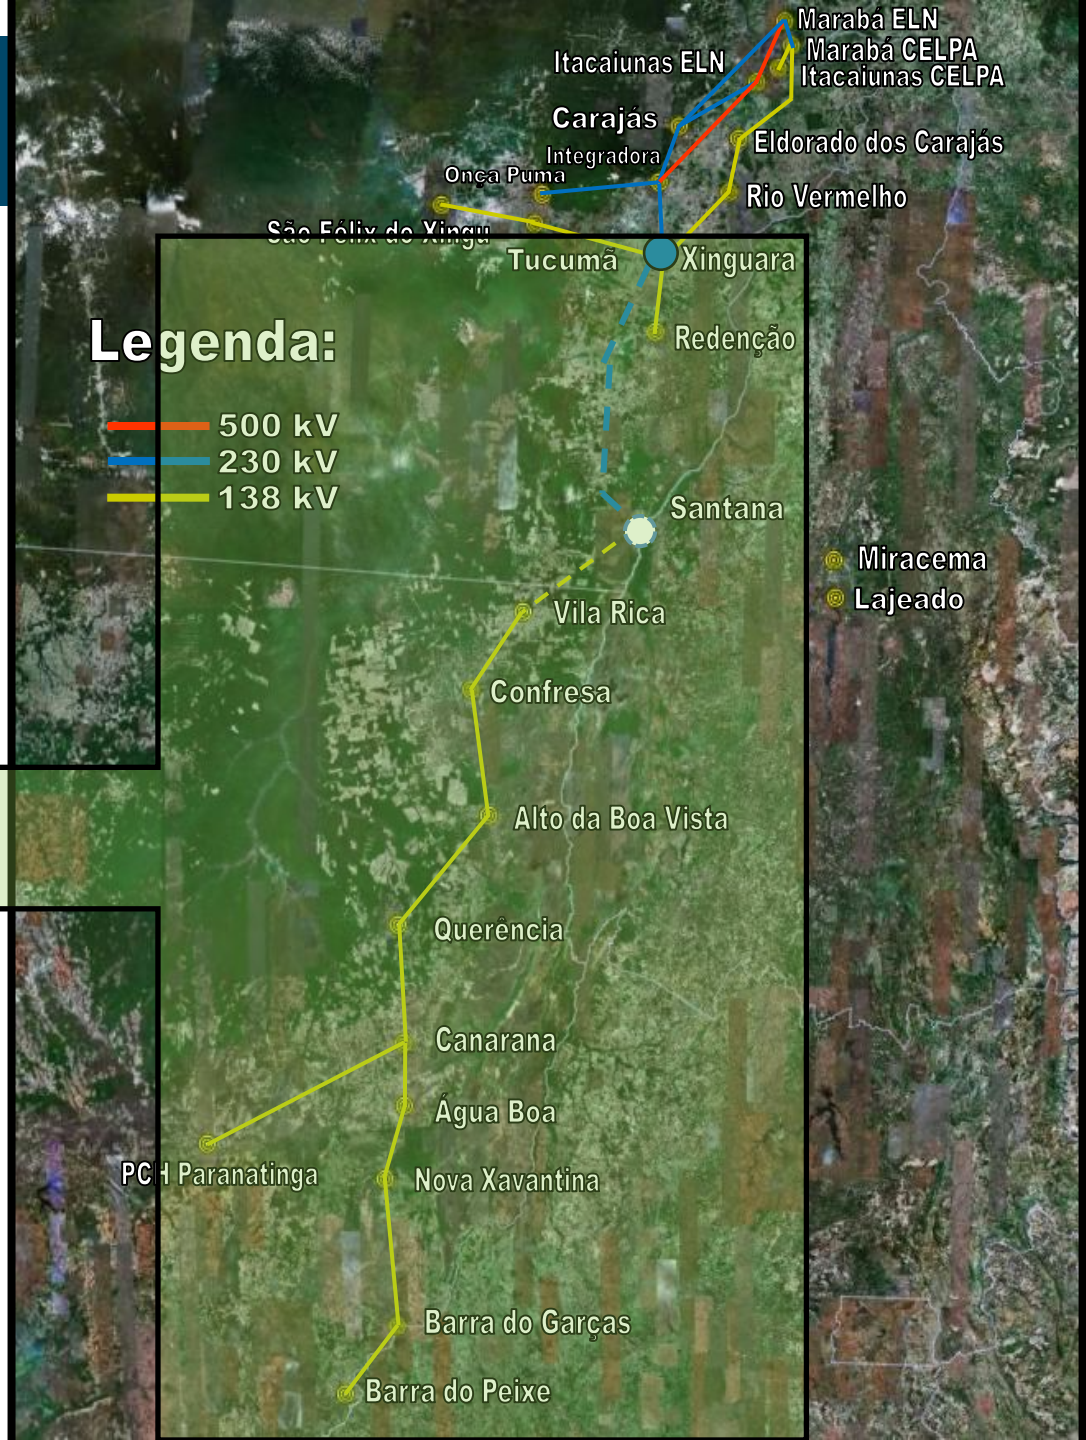 Marabá ELN
Marabá CELPA
Itacaiunas ELN
Itacaiunas CELPA
Carajás
Eldorado dos Carajás
Integradora
Onça Puma
Rio Vermelho
São Félix do Xingu
Tucumã
Xinguara
Redenção
Legenda:
500 kV
230 kV
138 kV
Santana
Miracema
Lajeado
Vila Rica
Confresa
Alto da Boa Vista
Querência
Canarana
Água Boa
PCH Paranatinga
Nova Xavantina
Barra do Garças
Barra do Peixe